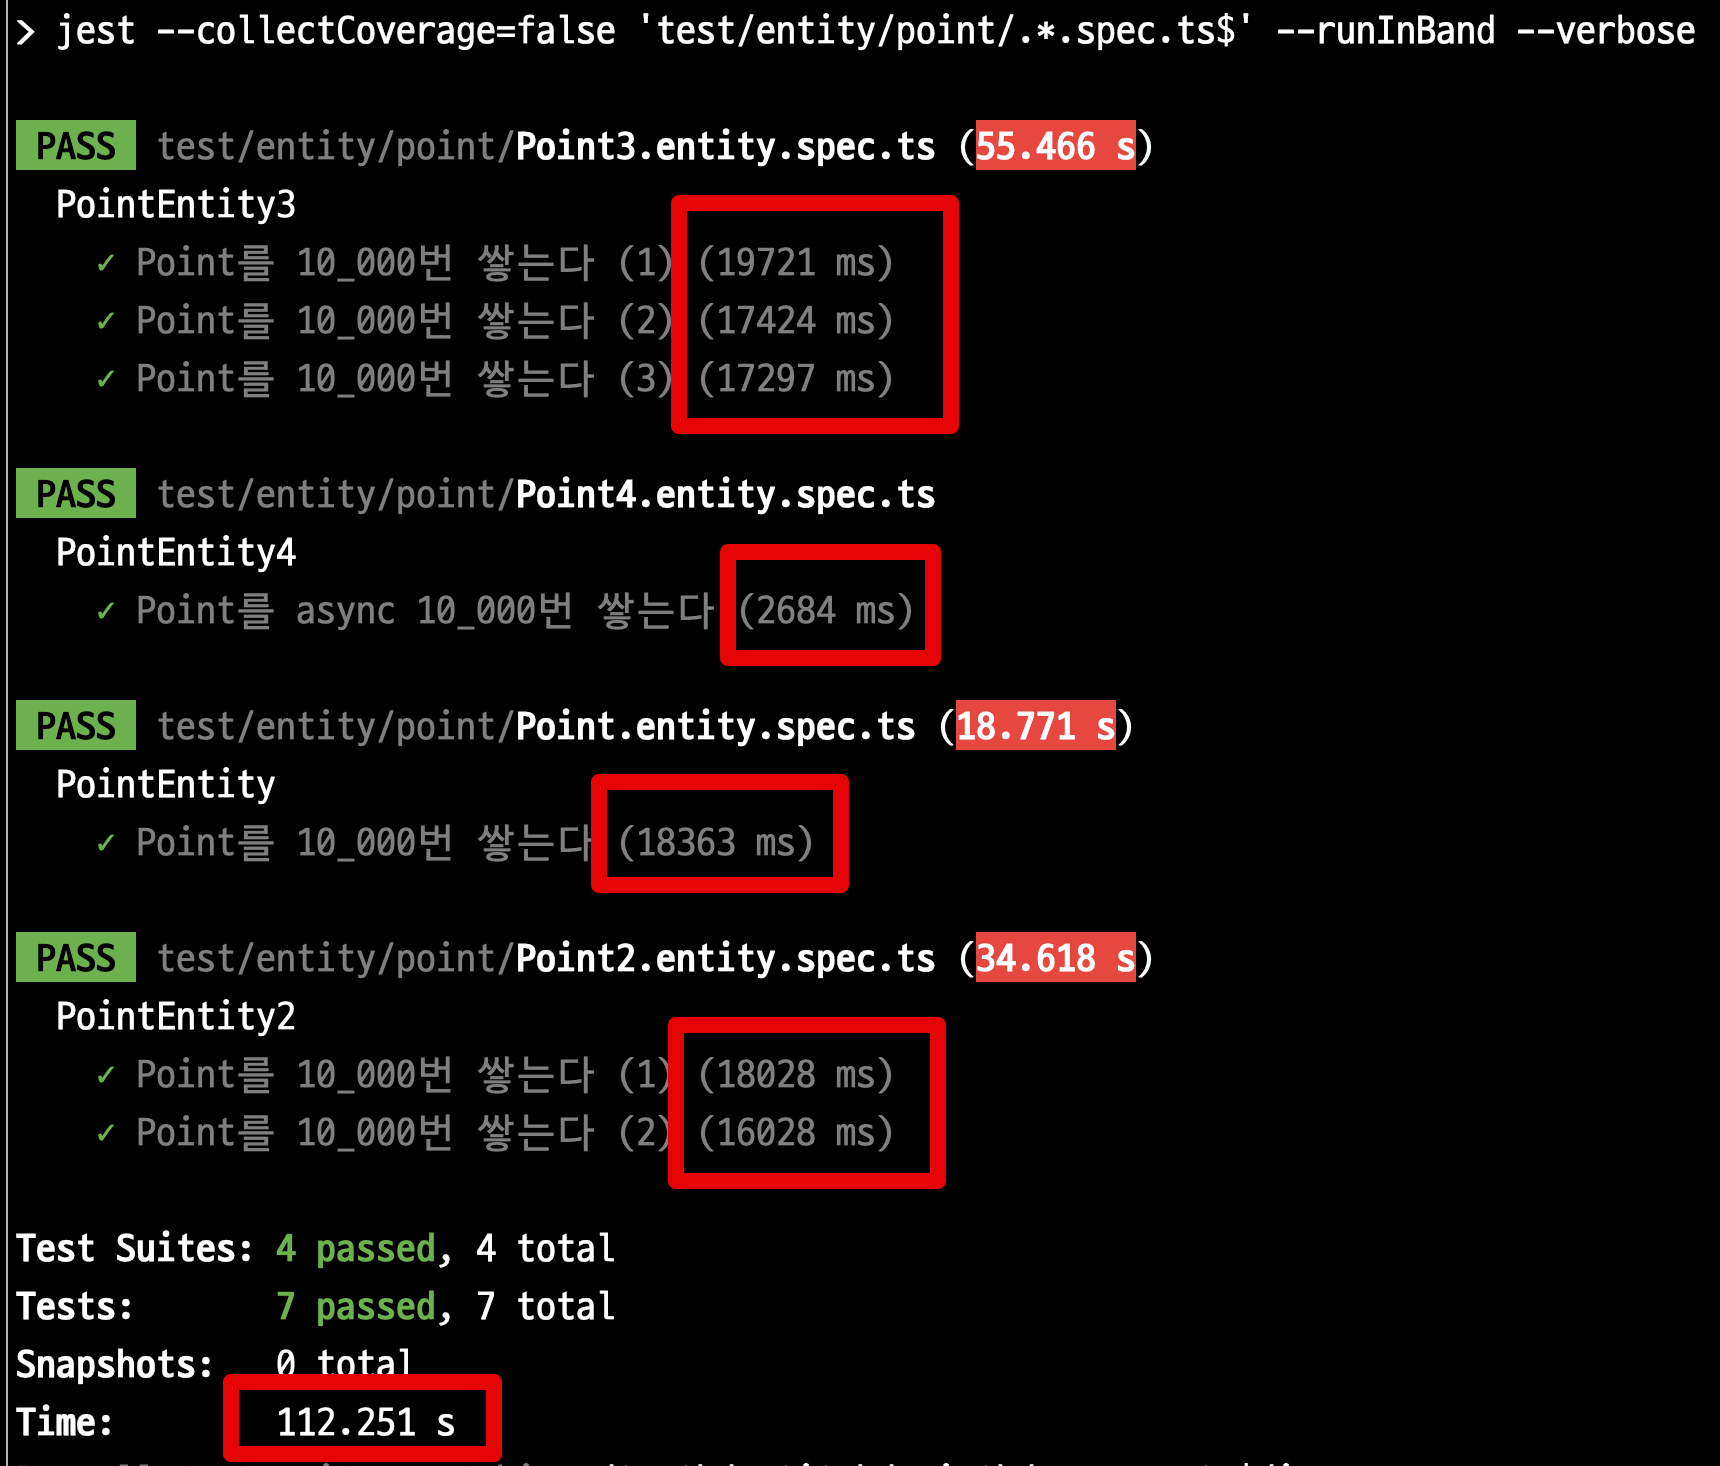 > jest --collectCoverage=false 'test/entity/point/.*.spec.ts$' --runInBand --verbose
PASS test/entity/point/Point3.entity.spec.ts (55.466 s)
PointEntity3
✓ Point를 10_000번 쌓는다 (1) (19721 ms)
✓ Point를 10_000번 쌓는다 (2) (17424 ms)
✓ Point를 10_000번 쌓는다 (3) (17297 ms)
PASS test/entity/point/Point4.entity.spec.ts
PointEntity4
✓ Point를 async 10_000번 쌓는다 (2684 ms)
PASS test/entity/point/Point.entity.spec.ts (18.771 s)
PointEntity
✓ Point를 10_000번 쌓는다 (18363 ms)
PASS test/entity/point/Point2.entity.spec.ts (34.618 s)
PointEntity2
✓ Point를 10_000번 쌓는다 (1) (18028 ms)
✓ Point를 10_000번 쌓는다 (2) (16028 ms)
Test Suites: 4 passed, 4 total
Tests: 7 passed, 7 total
Snapshots: 0 total
Time: 112.251 s